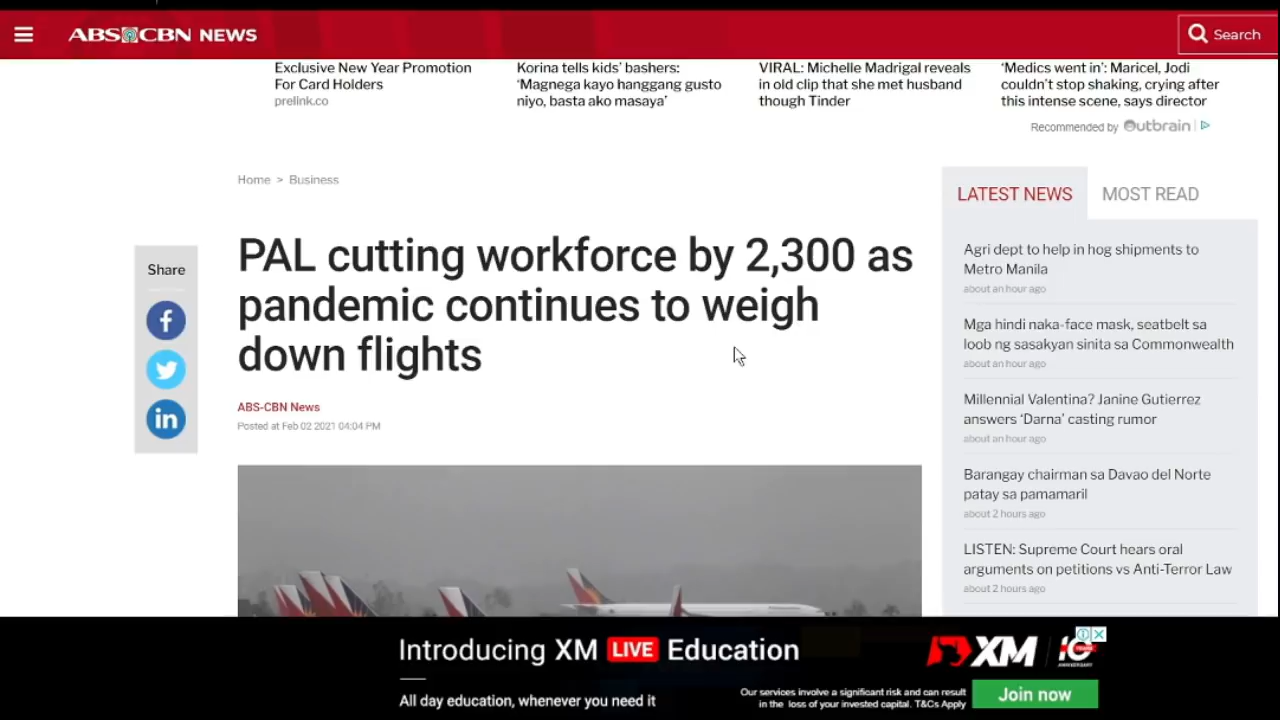 ABS CBN NEWS
Search
Exclusive New Year Promotion
For Card Holders
prelink.co
Korina tells kids' bashers:
'Magnega kayo hanggang gusto
niyo, basta ako masaya'
VIRAL: Michelle Madrigal reveals
in old clip that she met husband
though Tinder
'Medics went in': Maricel, Jodi
couldn't stop shaking, crying after
this intense scene, says director
Recommended by Outbrain
Home > Business
Share
PAL cutting workforce by 2,300 as
pandemic continues to weigh
down flights
ABS-CBN News
Posted at Feb 02 2021 04:04 PM
LATEST NEWS
MOST READ
Agri dept to help in hog shipments to
Metro Manila
about an hour ago
Mga hindi naka-face mask, seatbelt sa
loob ng sasakyan sinita sa Commonwealth
about an hour ago
Millennial Valentina? Janine Gutierrez
answers 'Darna' casting rumor
about an hour ago
Barangay chairman sa Davao del Norte
patay sa pamamaril
about 2 hours ago
LISTEN: Supreme Court hears oral
arguments on petitions vs Anti-Terror Law
about 2 hours ago
Introducing XM LIVE Education
All day education, whenever you need it
XM
Our services involve a significant risk and can result
in the loss of your invested capital. T&Cs Apply
Join now